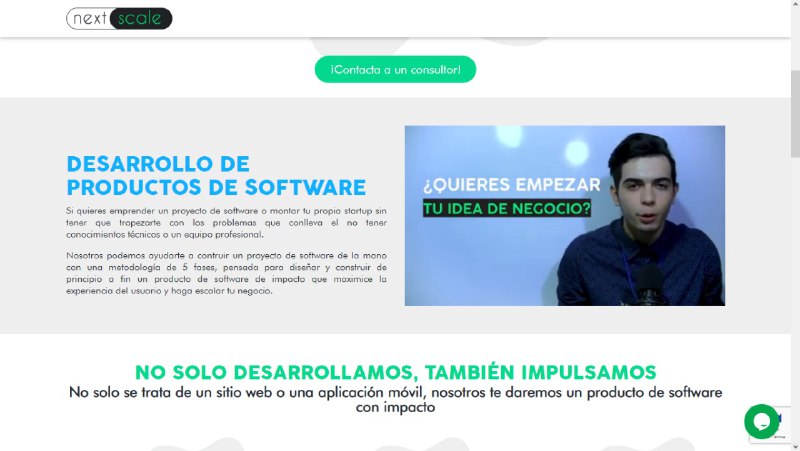 next scale
¡Contacta a un consultor!
DESARROLLO DE
PRODUCTOS DE SOFTWARE
Si quieres emprender un proyecto de software o montar tu propia startup sin
tener que tropezarte con los problemas que conlleva el no tener
conocimientos técnicos o un equipo profesional.
Nosotros podemos ayudarte a contruir un proyecto de software de la mano
con una metodología de 5 fases, pensada para diseñar y construir de
principio a fin un producto de software de impacto que maximice la
experiencia del usuario y haga escalar tu negocio.
¿QUIERES EMPEZAR
TU IDEA DE NEGOCIO?
NO SOLO DESARROLLAMOS, TAMBIÉN IMPULSAMOS
No solo se trata de un sitio web o una aplicación móvil, nosotros te daremos un producto de software
con impacto